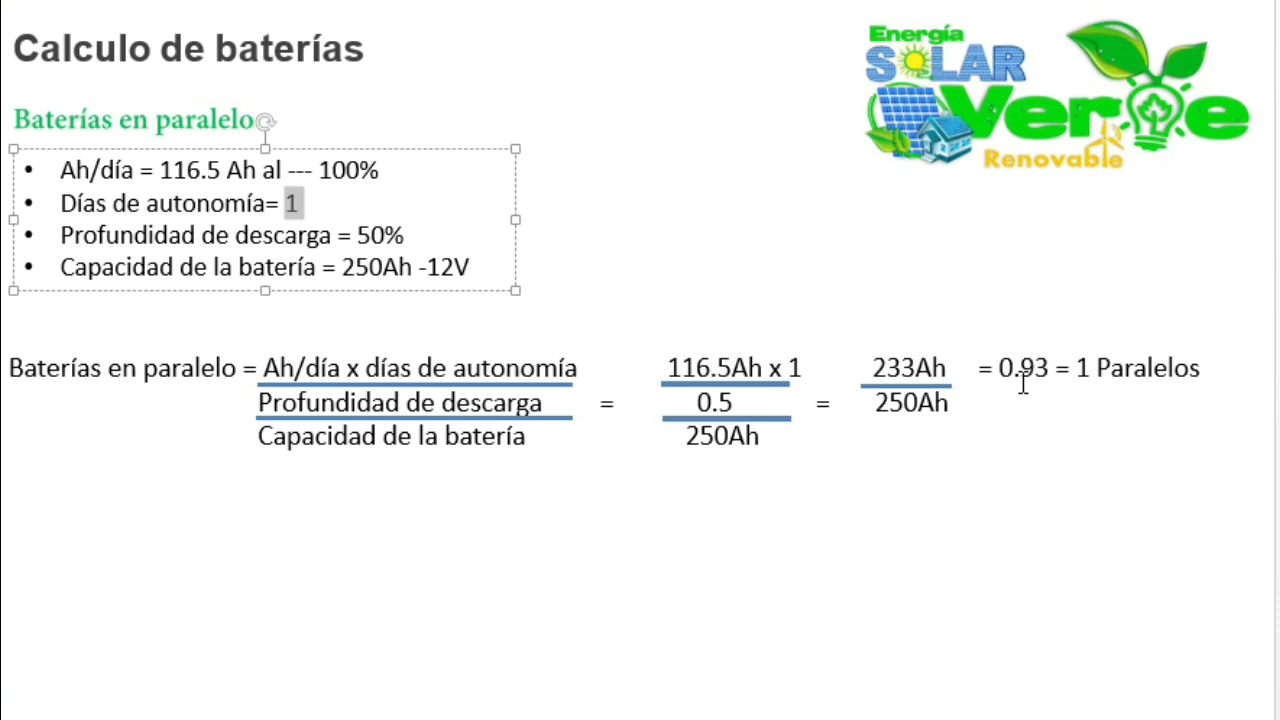 Calculo de baterías
Energía
SOLAR
Verde
Renovable
Baterías en paralelo
• Ah/día = 116.5 Ah al --- 100%
• Días de autonomía= 1
• Profundidad de descarga = 50%
• Capacidad de la batería = 250Ah -12V
Baterías en paralelo = Ah/día x días de autonomía 116.5Ah x 1 233Ah = 0.93 = 1 Paralelos
Profundidad de descarga = 0.5 = 250Ah
Capacidad de la batería 250Ah